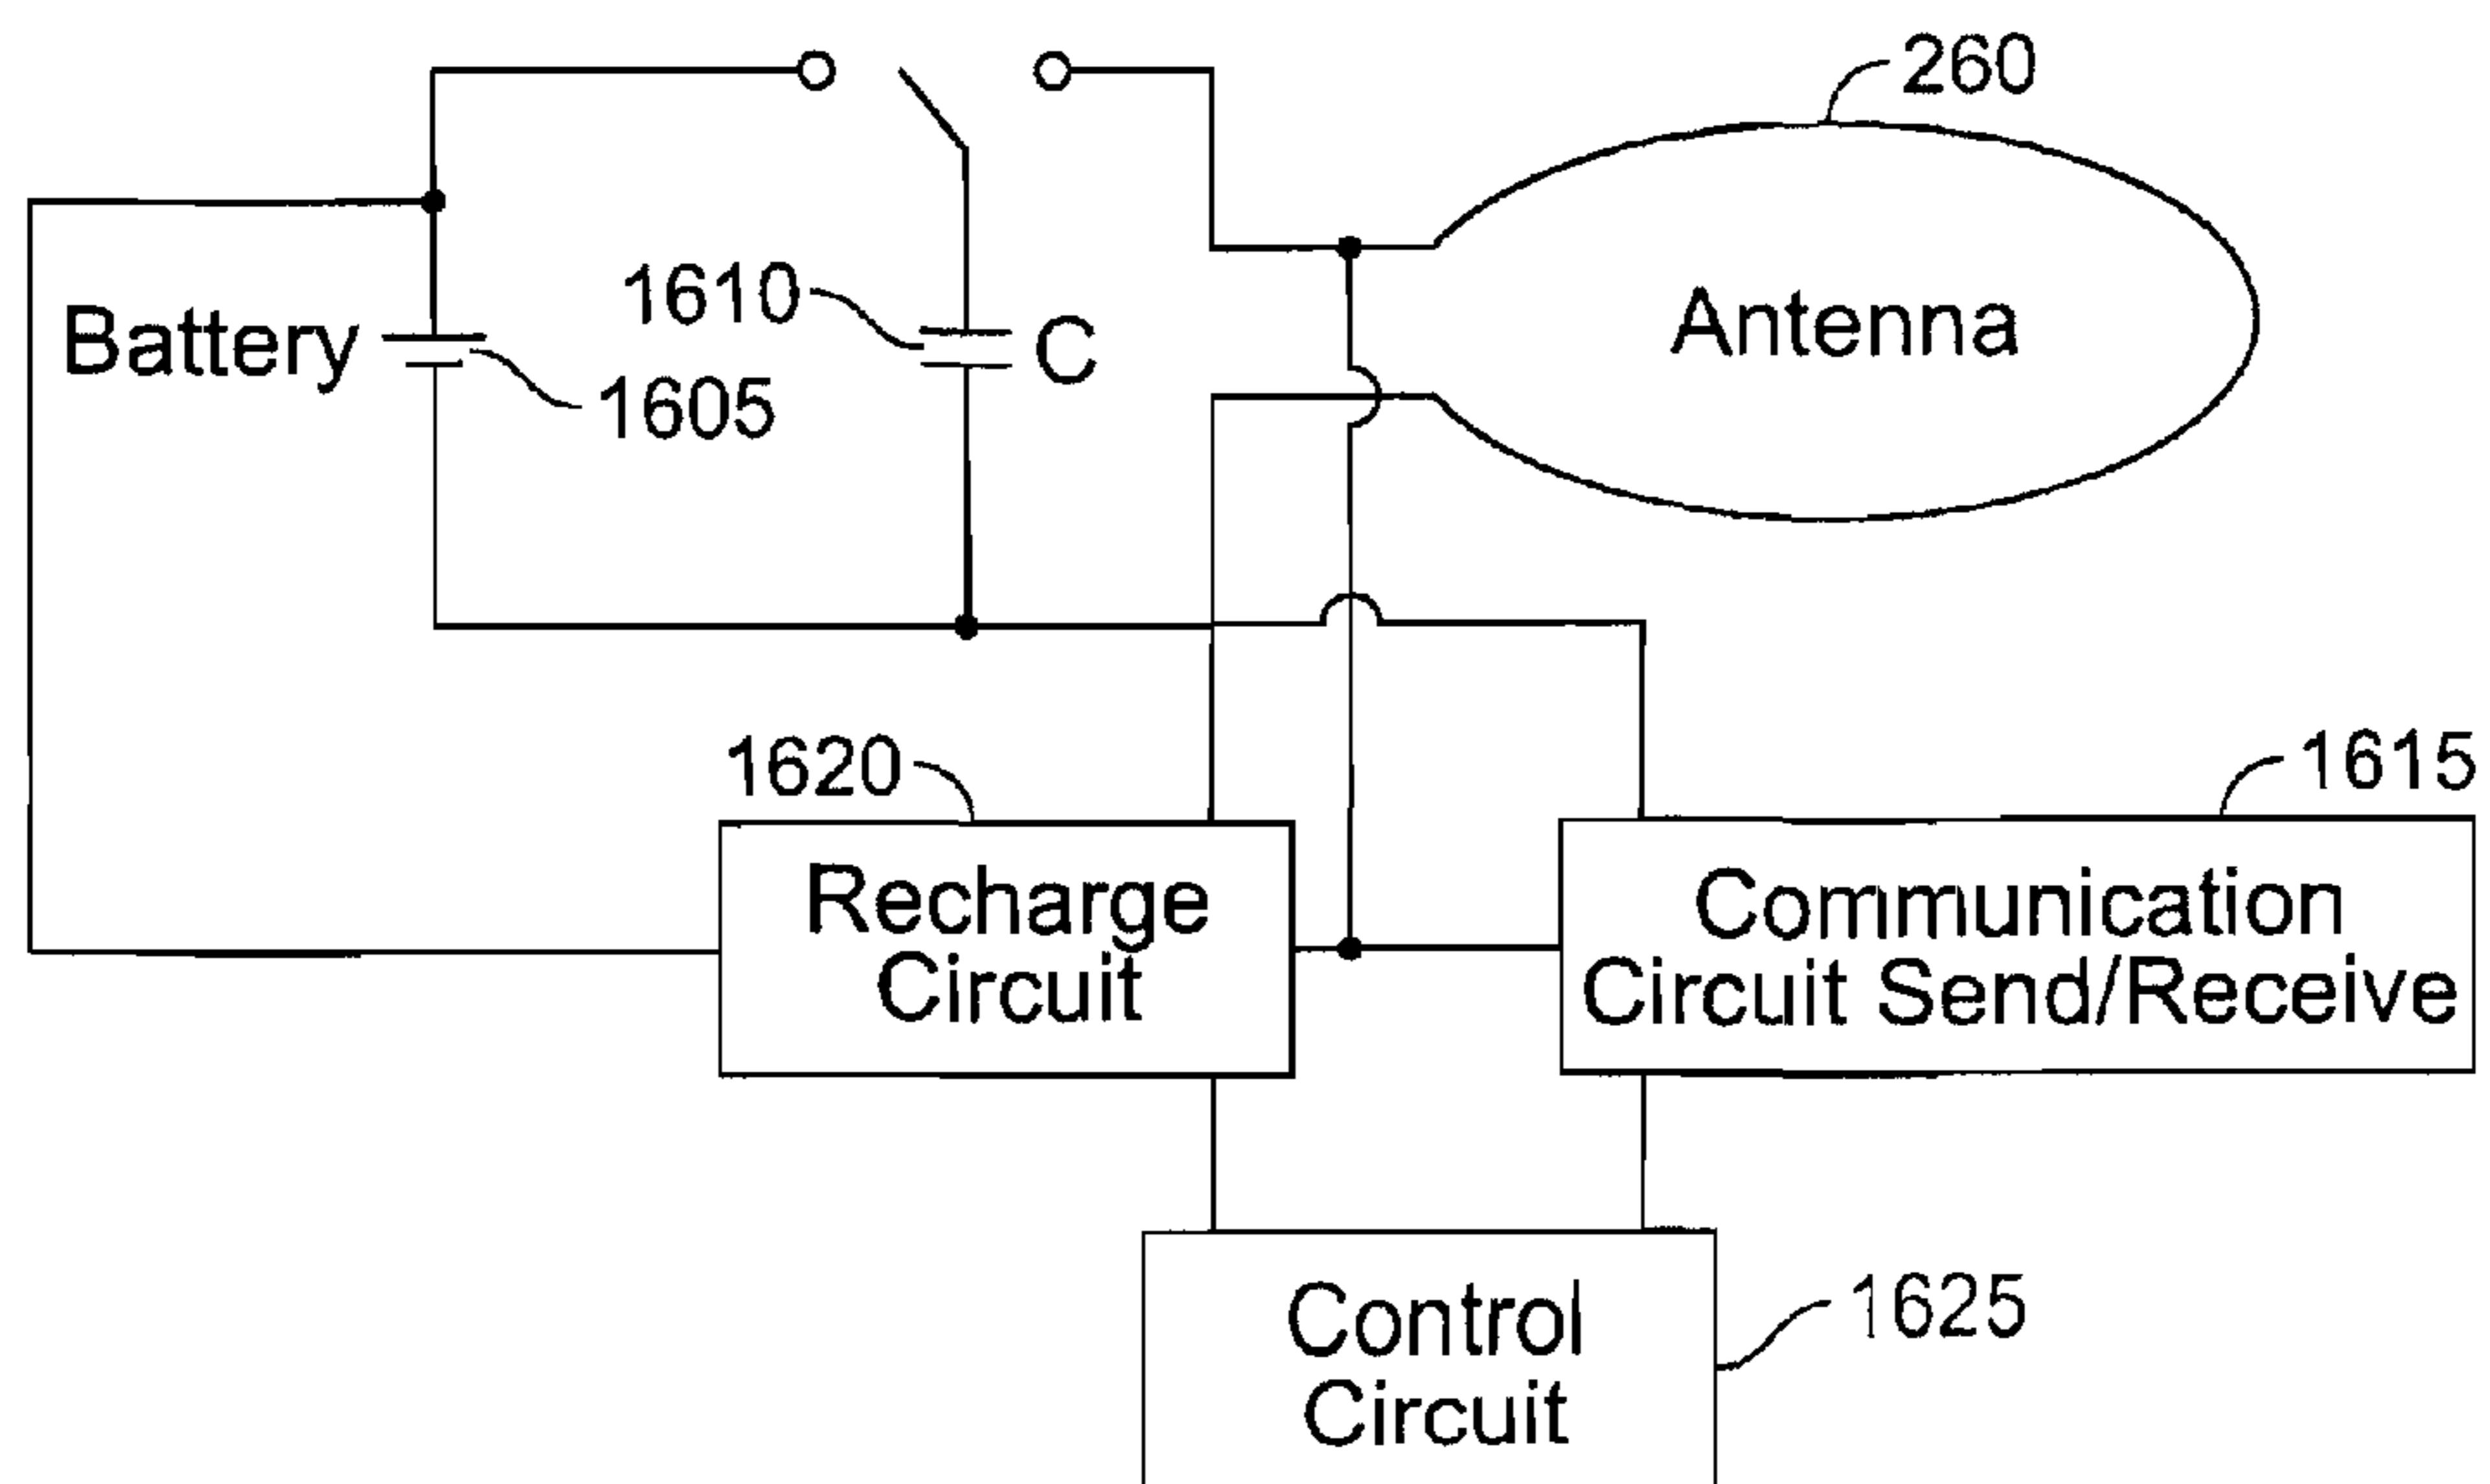 260
1610
C
Antenna
Battery
1605
1620
1615
Recharge
Circuit
Communication
Circuit Send/Receive
Control
Circuit
1625